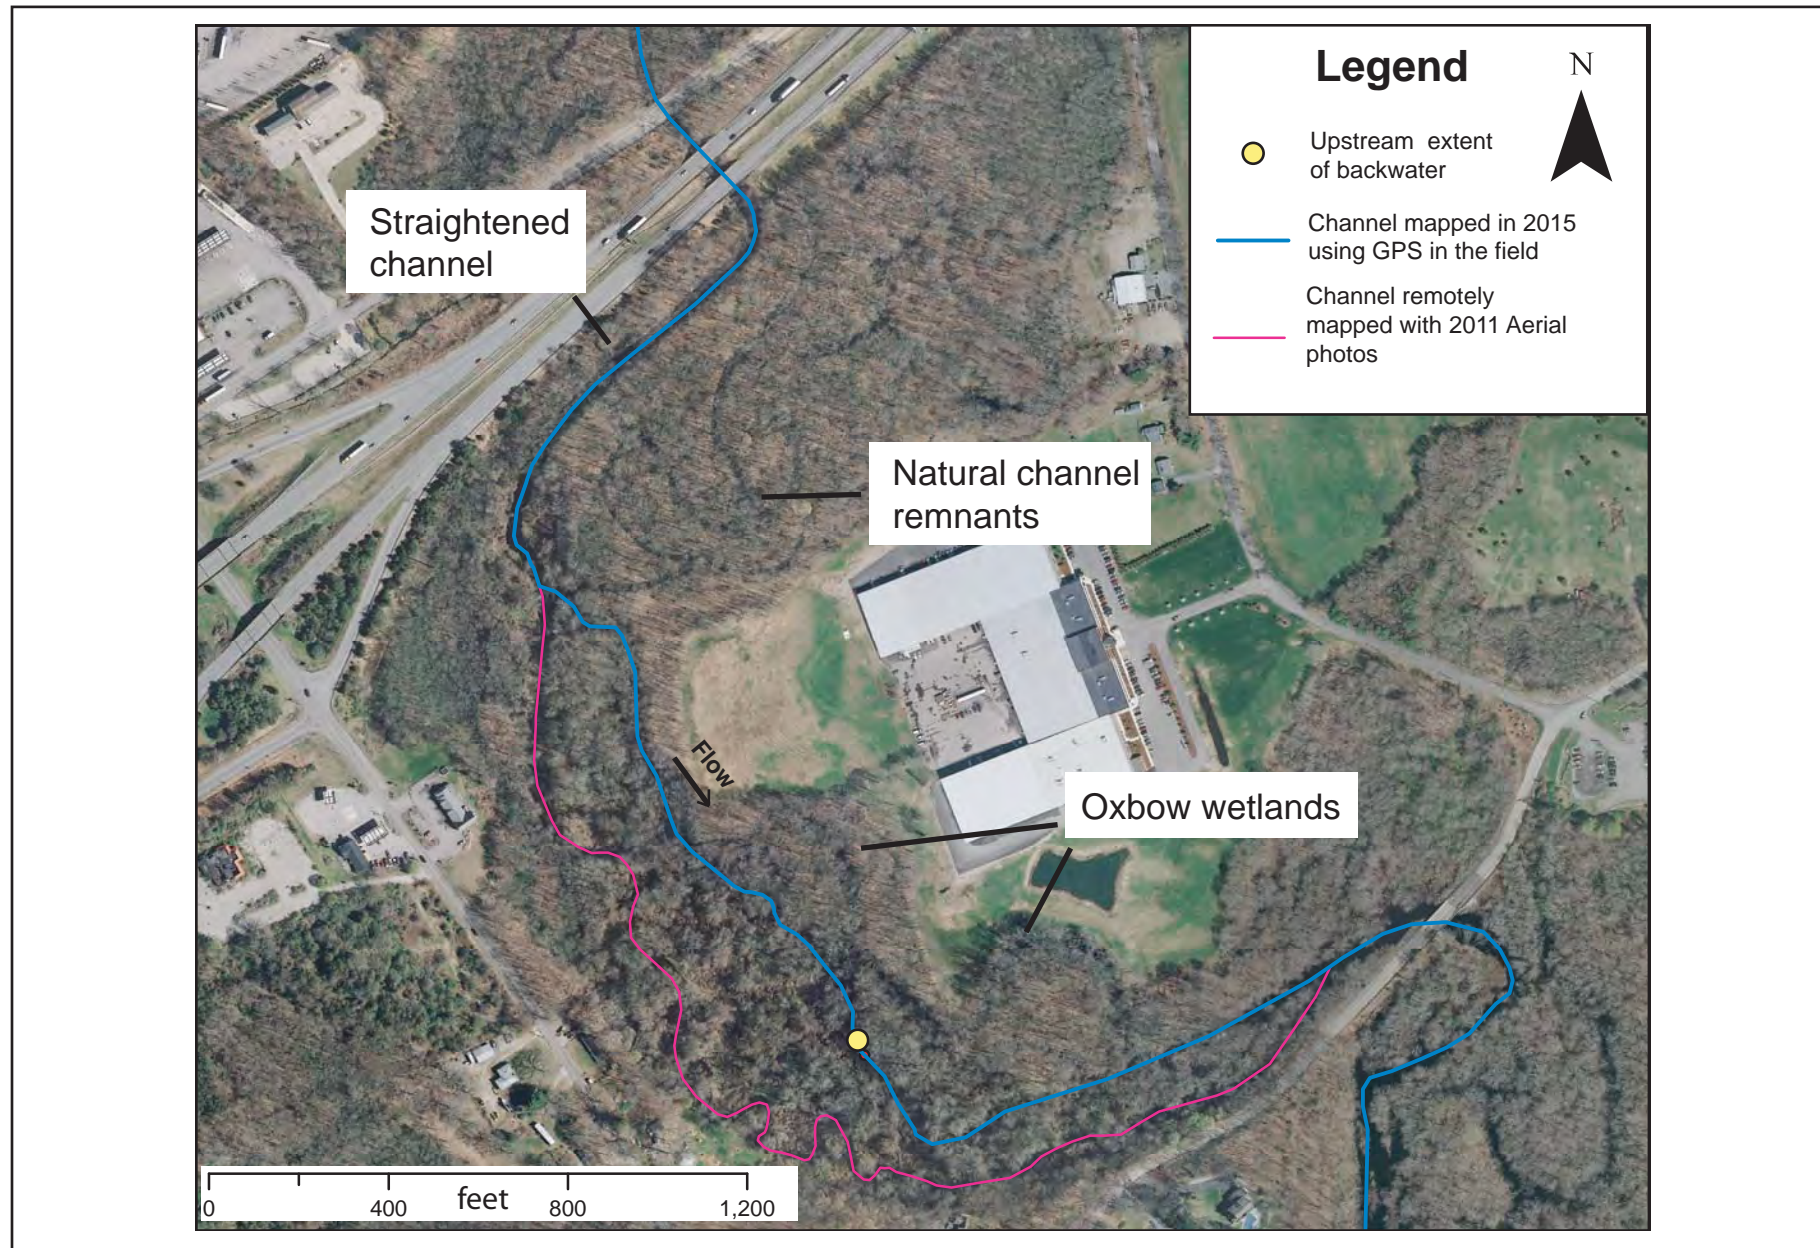 Legend
N
Upstream extent
of backwater
Channel mapped in 2015
using GPS in the field
Channel remotely
mapped with 2011 Aerial
photos
Straightened
channel
Natural channel
remnants
Flow
Oxbow wetlands
0 400 feet 800 1,200